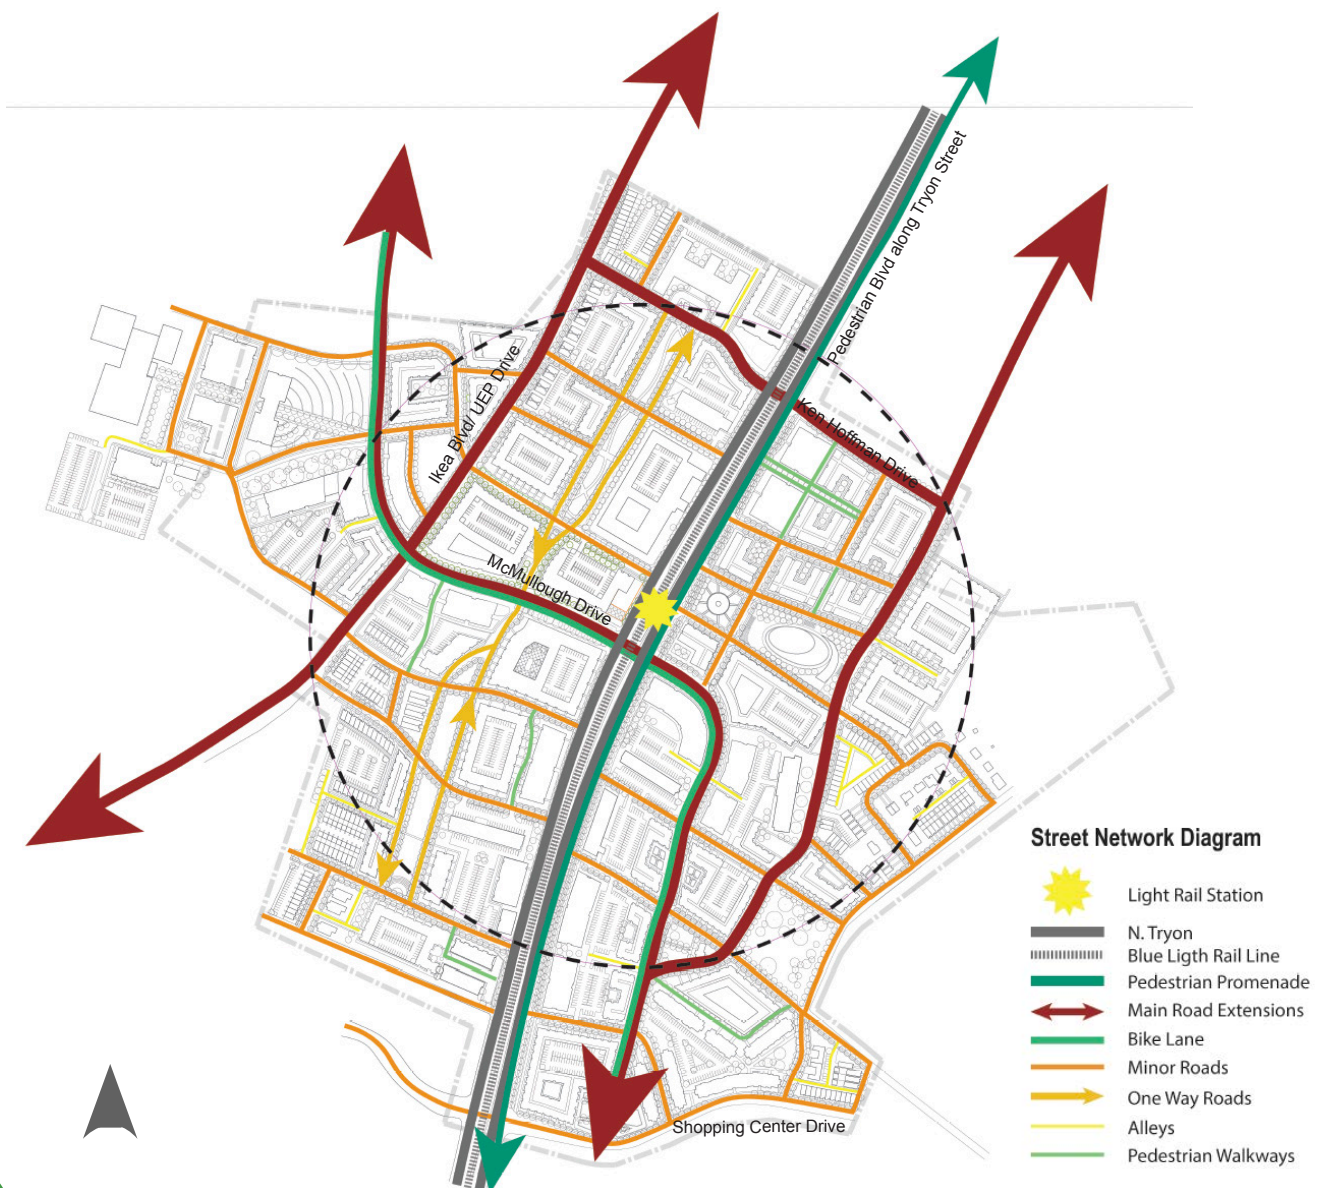 Pedestrian Blvd along Tryon Street
Ikea Blvd/ UEP Drive
Ken Hoffman Drive
McMullough Drive
Shopping Center Drive
Street Network Diagram
Light Rail Station
N. Tryon
Blue Ligth Rail Line
Pedestrian Promenade
Main Road Extensions
Bike Lane
Minor Roads
One Way Roads
Alleys
Pedestrian Walkways